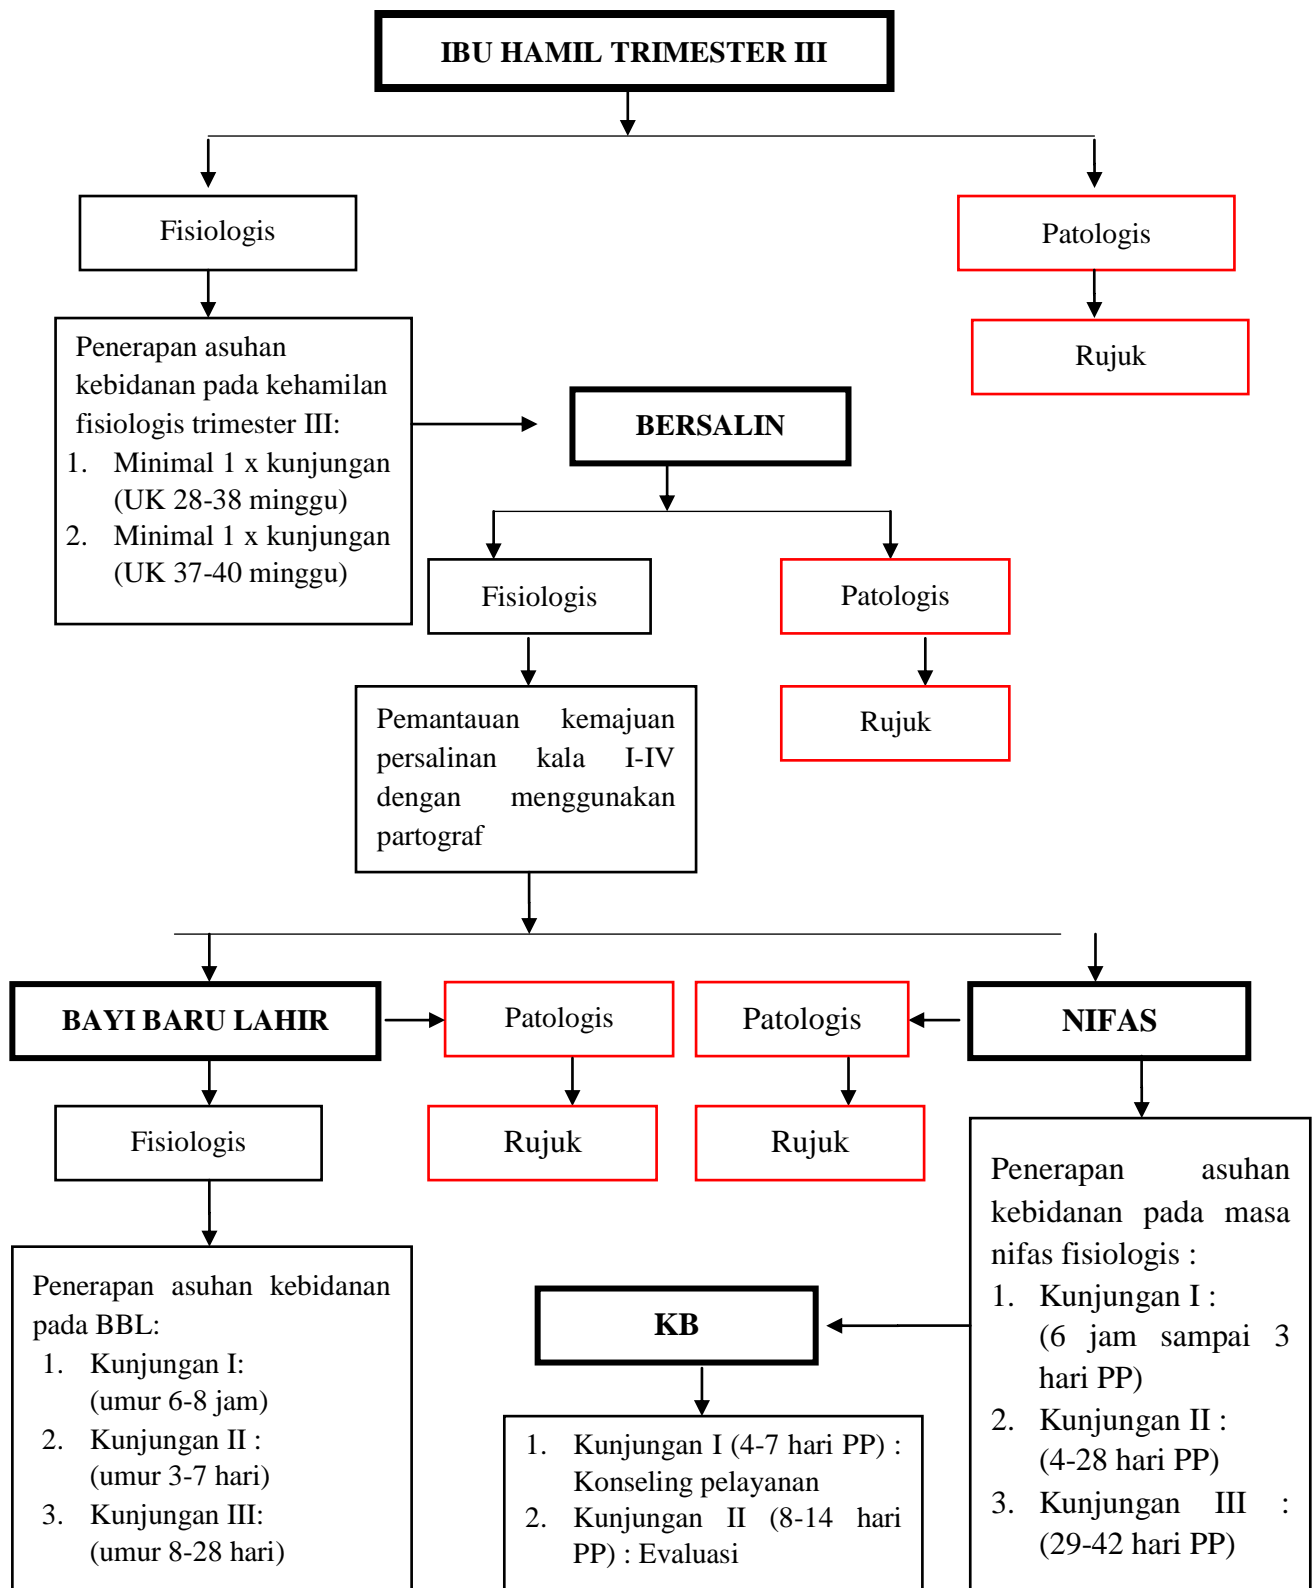 IBU HAMIL TRIMESTER III
Fisiologis
Patologis
Penerapan asuhan
kebidanan pada kehamilan
fisiologis trimester III:
1. Minimal 1 x kunjungan
(UK 28-38 minggu)
2. Minimal 1 x kunjungan
(UK 37-40 minggu)
Rujuk
BERSALIN
Fisiologis
Patologis
Pemantauan kemajuan
persalinan kala I-IV
dengan menggunakan
partograf
Rujuk
BAYI BARU LAHIR
Patologis
Patologis
NIFAS
Fisiologis
Rujuk
Rujuk
Penerapan asuhan kebidanan
pada BBL:
1. Kunjungan I:
(umur 6-8 jam)
2. Kunjungan II :
(umur 3-7 hari)
3. Kunjungan III:
(umur 8-28 hari)
KB
1. Kunjungan I (4-7 hari PP) :
Konseling pelayanan
2. Kunjungan II (8-14 hari
PP) : Evaluasi
Penerapan asuhan
kebidanan pada masa
nifas fisiologis :
1. Kunjungan I :
(6 jam sampai 3
hari PP)
2. Kunjungan II :
(4-28 hari PP)
3. Kunjungan III :
(29-42 hari PP)